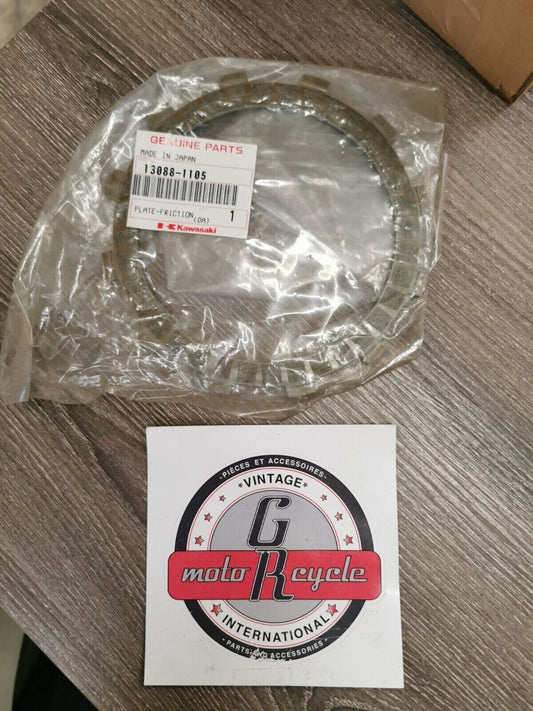 GENUINE PARTS
MADE IN JAPAN
13088-1105
PLATE-FRICTION
(OA)
1
Kawasaki
-PIÈCES ET ACCESSOIRES-
VINTAGE
G
moto R cycle
INTERNATIONAL
-PARTS AND ACCESSORIES-